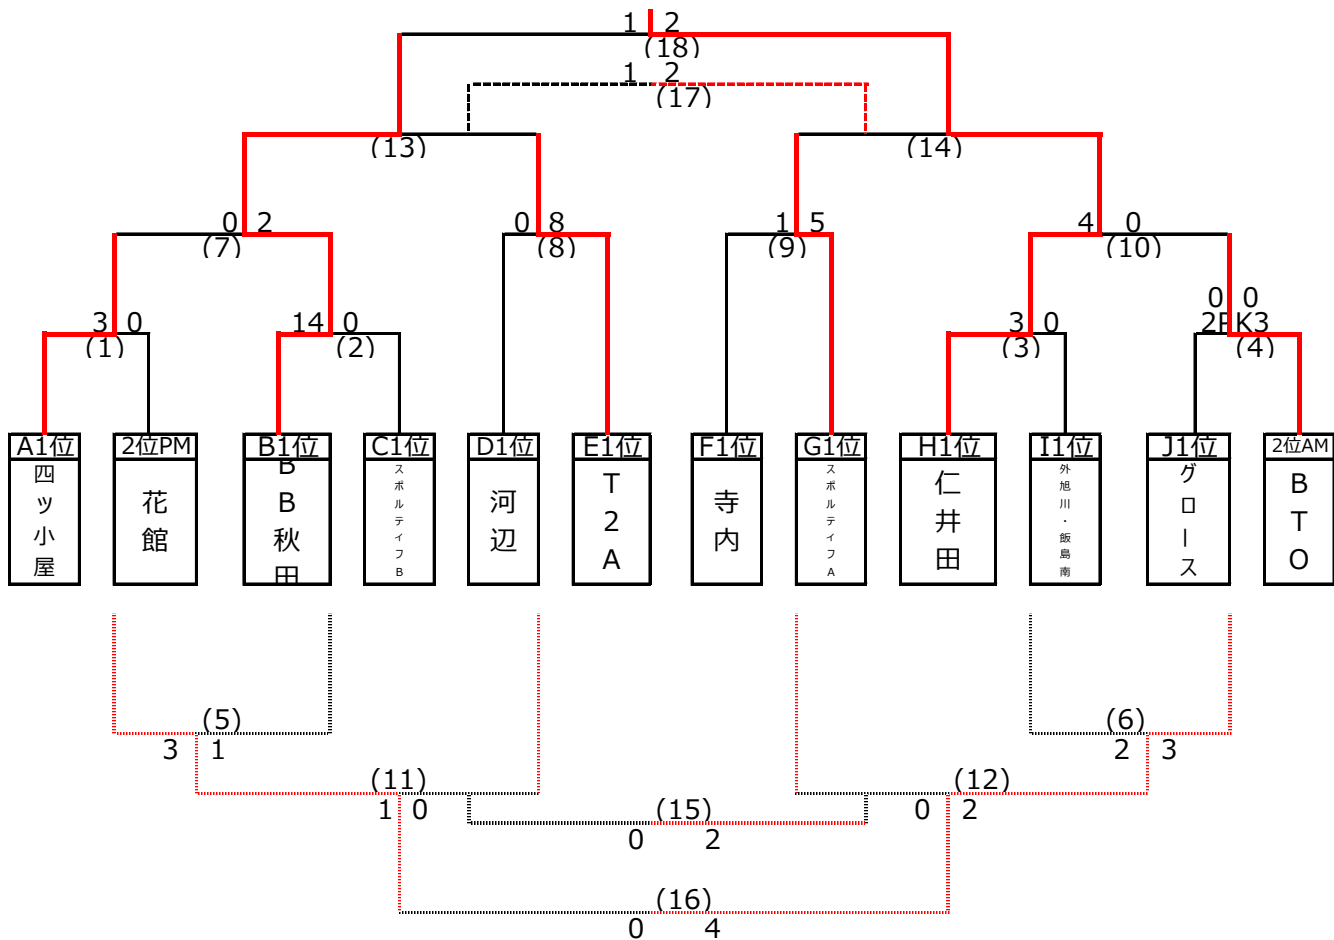 1 2
(18)
1 2
(17)
(13)
(14)
0 2
(7)
0 8
(8)
1 5
(9)
4 0
(10)
3 0
(1)
14 0
(2)
3 0
(3)
0 0
2PK3
(4)
A1位
四ツ小屋
2位PM
花館
B1位
BB秋田
C1位
スポルティフB
D1位
河辺
E1位
T2A
F1位
寺内
G1位
スポルティフA
H1位
仁井田
I1位
外旭川・飯島南
J1位
グロース
2位AM
BTO
(5)
3 1
(6)
2 3
(11)
1 0
(12)
0 2
(15)
0 2
(16)
0 4